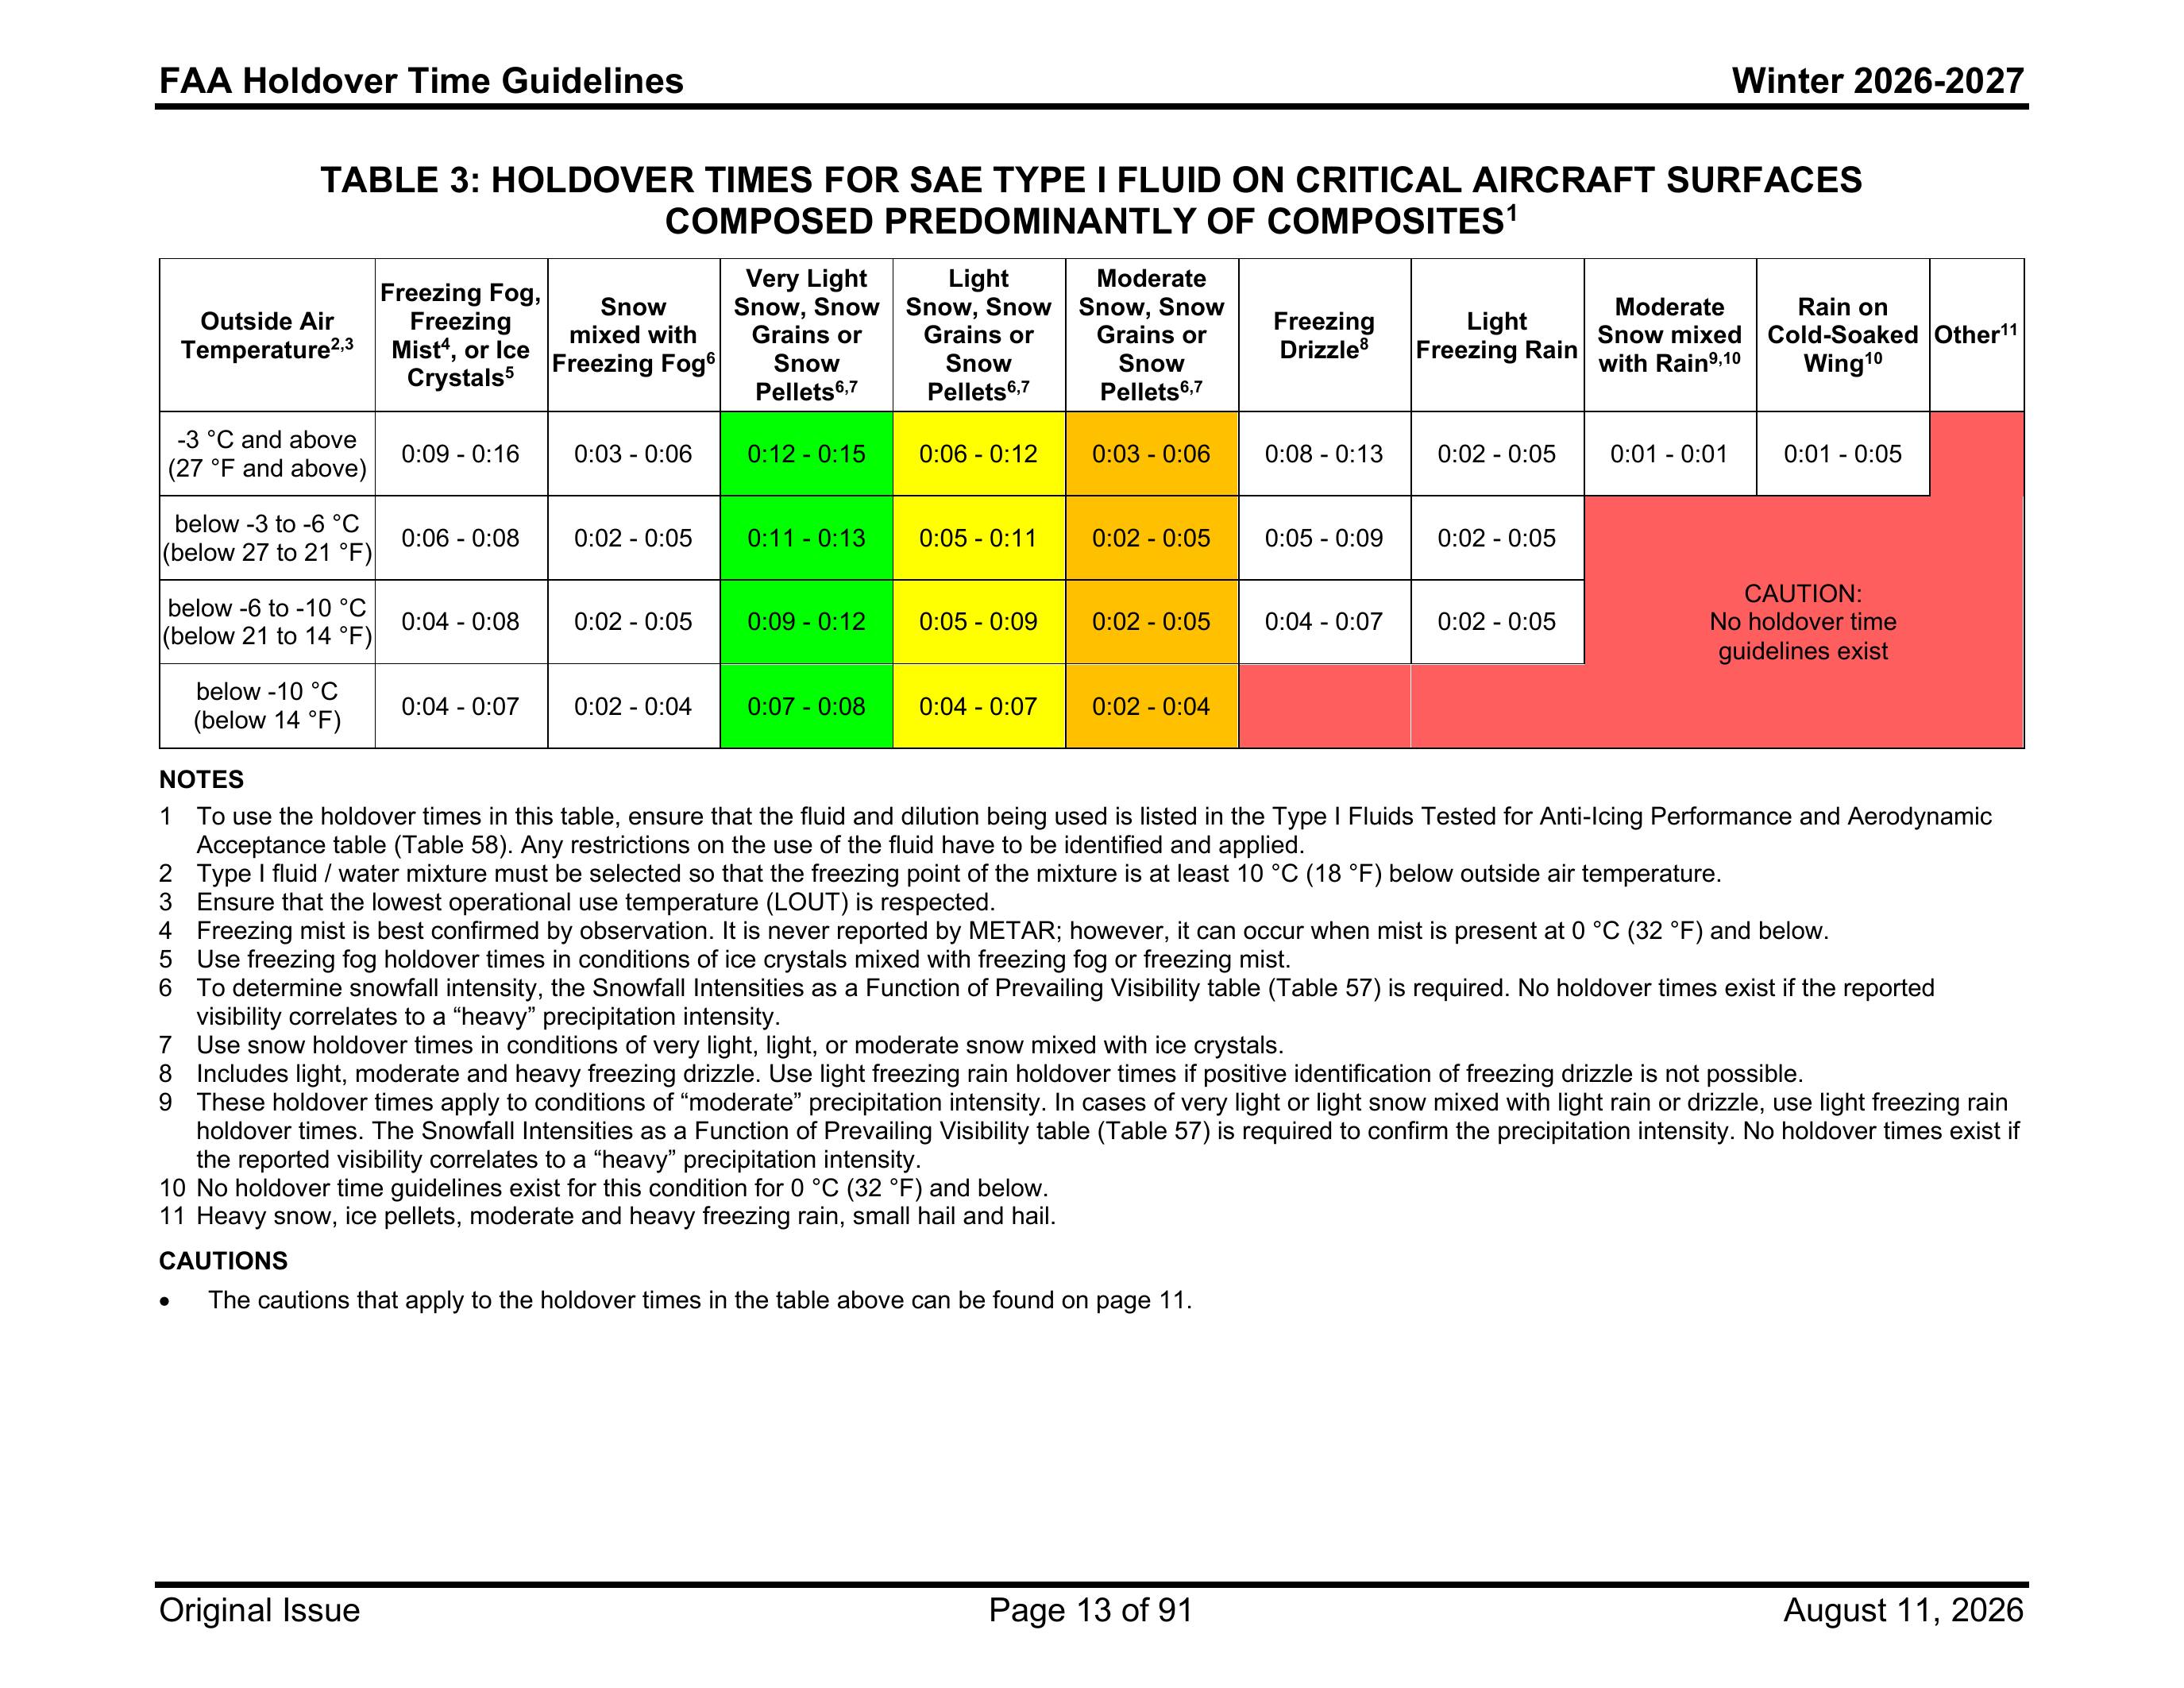 FAA Holdover Time Guidelines
Winter 2026-2027
TABLE 3: HOLDOVER TIMES FOR SAE TYPE I FLUID ON CRITICAL AIRCRAFT SURFACES
COMPOSED PREDOMINANTLY OF COMPOSITES1
Outside Air
Temperature2,3
Freezing Fog,
Freezing
Mist4, or Ice
Crystals5
Snow
mixed with
Freezing Fog6
Very Light
Snow, Snow
Grains or
Snow
Pellets6,7
Light
Snow, Snow
Grains or
Snow
Pellets6,7
Moderate
Snow, Snow
Grains or
Snow
Pellets6,7
Freezing
Drizzle8
Light
Freezing Rain
Moderate
Snow mixed
with Rain9,10
Rain on
Cold-Soaked
Wing10
Other11
-3 °C and above
(27 °F and above)
0:09 - 0:16
0:03 - 0:06
0:12 - 0:15
0:06 - 0:12
0:03 - 0:06
0:08 - 0:13
0:02 - 0:05
0:01 - 0:01
0:01 - 0:05
below -3 to -6 °C
(below 27 to 21 °F)
0:06 - 0:08
0:02 - 0:05
0:11 - 0:13
0:05 - 0:11
0:02 - 0:05
0:05 - 0:09
0:02 - 0:05
below -6 to -10 °C
(below 21 to 14 °F)
0:04 - 0:08
0:02 - 0:05
0:09 - 0:12
0:05 - 0:09
0:02 - 0:05
0:04 - 0:07
0:02 - 0:05
CAUTION:
No holdover time
guidelines exist
below -10 °C
(below 14 °F)
0:04 - 0:07
0:02 - 0:04
0:07 - 0:08
0:04 - 0:07
0:02 - 0:04
NOTES
1 To use the holdover times in this table, ensure that the fluid and dilution being used is listed in the Type I Fluids Tested for Anti-Icing Performance and Aerodynamic
Acceptance table (Table 58). Any restrictions on the use of the fluid have to be identified and applied.
2 Type I fluid / water mixture must be selected so that the freezing point of the mixture is at least 10 °C (18 °F) below outside air temperature.
3 Ensure that the lowest operational use temperature (LOUT) is respected.
4 Freezing mist is best confirmed by observation. It is never reported by METAR; however, it can occur when mist is present at 0 °C (32 °F) and below.
5 Use freezing fog holdover times in conditions of ice crystals mixed with freezing fog or freezing mist.
6 To determine snowfall intensity, the Snowfall Intensities as a Function of Prevailing Visibility table (Table 57) is required. No holdover times exist if the reported
visibility correlates to a “heavy” precipitation intensity.
7 Use snow holdover times in conditions of very light, light, or moderate snow mixed with ice crystals.
8 Includes light, moderate and heavy freezing drizzle. Use light freezing rain holdover times if positive identification of freezing drizzle is not possible.
9 These holdover times apply to conditions of “moderate” precipitation intensity. In cases of very light or light snow mixed with light rain or drizzle, use light freezing rain
holdover times. The Snowfall Intensities as a Function of Prevailing Visibility table (Table 57) is required to confirm the precipitation intensity. No holdover times exist if
the reported visibility correlates to a “heavy” precipitation intensity.
10 No holdover time guidelines exist for this condition for 0 °C (32 °F) and below.
11 Heavy snow, ice pellets, moderate and heavy freezing rain, small hail and hail.
CAUTIONS
• The cautions that apply to the holdover times in the table above can be found on page 11.
Original Issue
Page 13 of 91
August 11, 2026